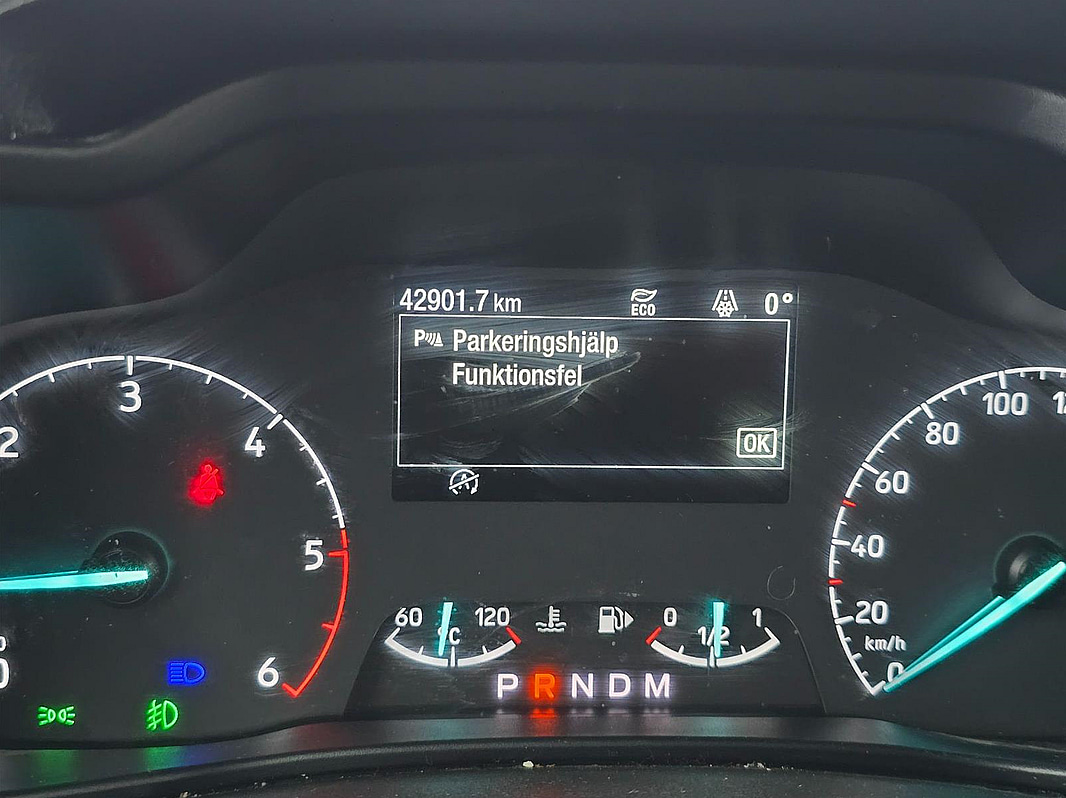 42901.7 km ECO 0°
P Parkeringshjälp
Funktionsfel
OK
A
2 3 4 5 6
0
20 40 60 80 100
km/h
0
60 °C 120
0 1/2 1
P R N D M